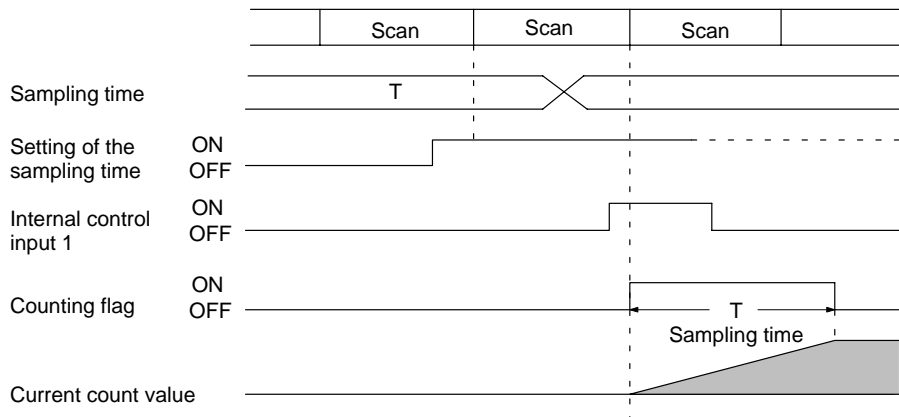 Scan Scan Scan
Sampling time T
Setting of the ON
sampling time OFF
Internal control ON
input 1 OFF
Counting flag ON
OFF
T
Sampling time
Current count value